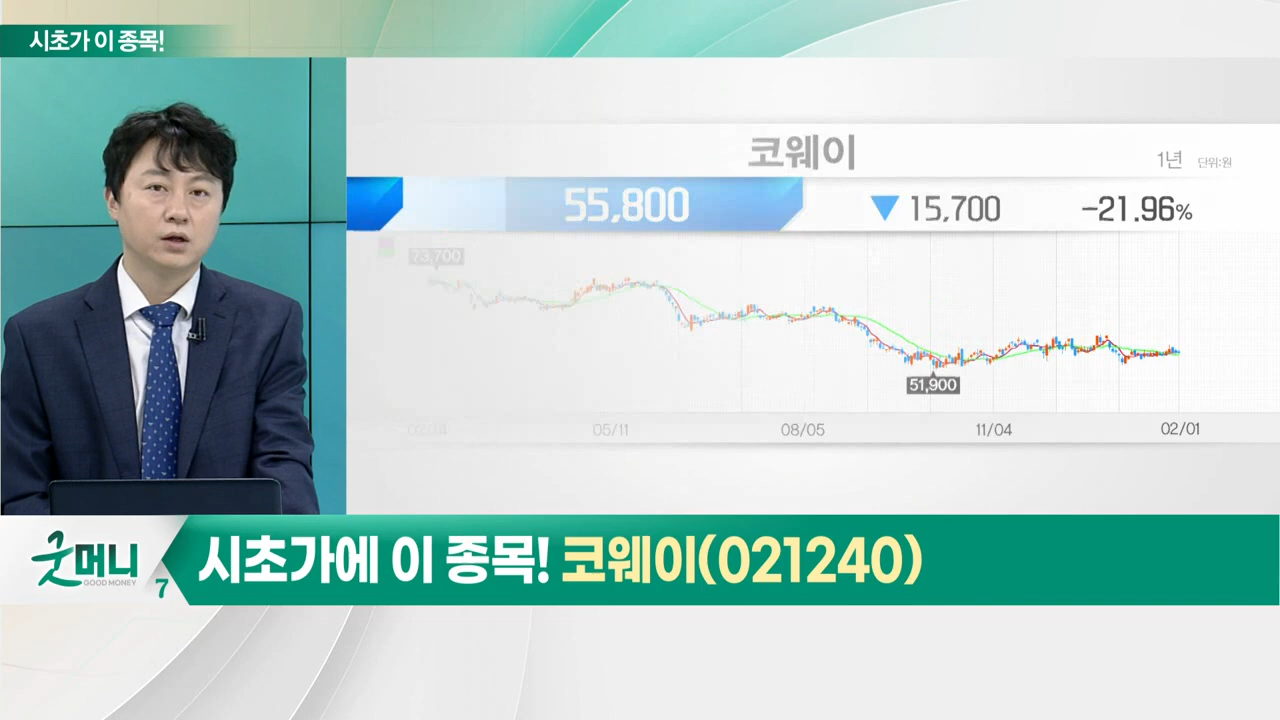 시초가 이 종목!
코웨이
1년 단위:원
55,800 ▼ 15,700 -21.96%
73,700
51,900
05/11 08/05 11/04 02/01
굿머니
GOOD MONEY
7
시초가에 이 종목! 코웨이(021240)